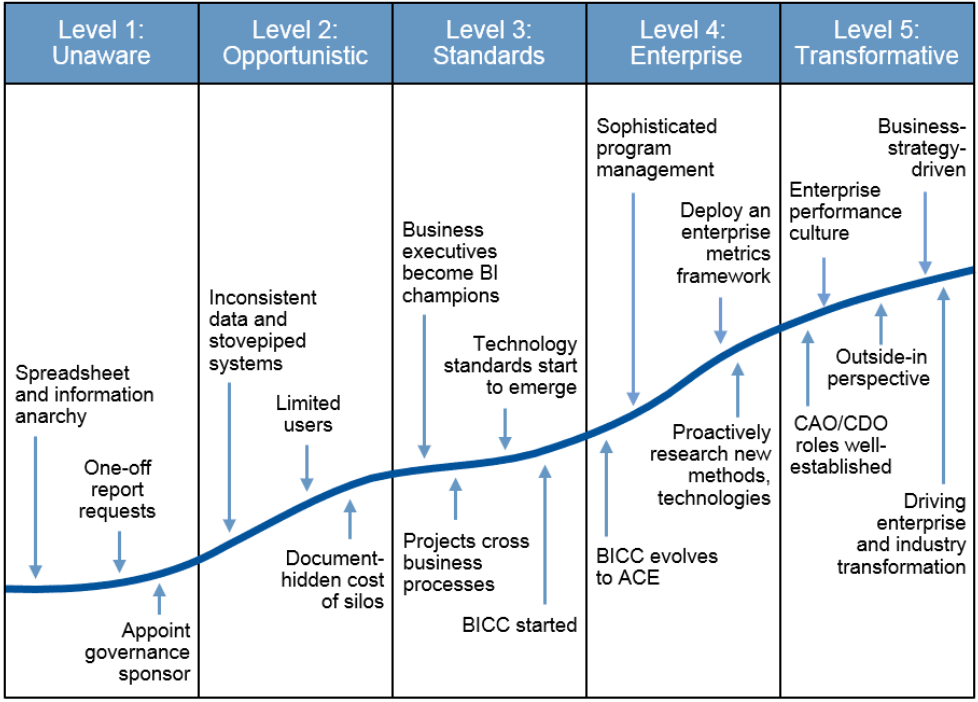 Level 1:
Unaware
Level 2:
Opportunistic
Level 3:
Standards
Level 4:
Enterprise
Level 5:
Transformative
Spreadsheet
and information
anarchy
One-off
report
requests
Appoint
governance
sponsor
Inconsistent
data and
stovepiped
systems
Limited
users
Document-
hidden cost
of silos
Business
executives
become BI
champions
Technology
standards start
to emerge
Projects cross
business
processes
BICC started
Sophisticated
program
management
Deploy an
enterprise
metrics
framework
Proactively
research new
methods,
technologies
BICC evolves
to ACE
Business-
strategy-
driven
Enterprise
performance
culture
Outside-in
perspective
CAO/CDO
roles well-
established
Driving
enterprise
and industry
transformation